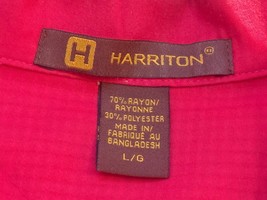 H HARRITON
70% RAYON/
RAYONNE
30% POLYESTER
MADE IN/
FABRIQUÉ AU
BANGLADESH
L/G